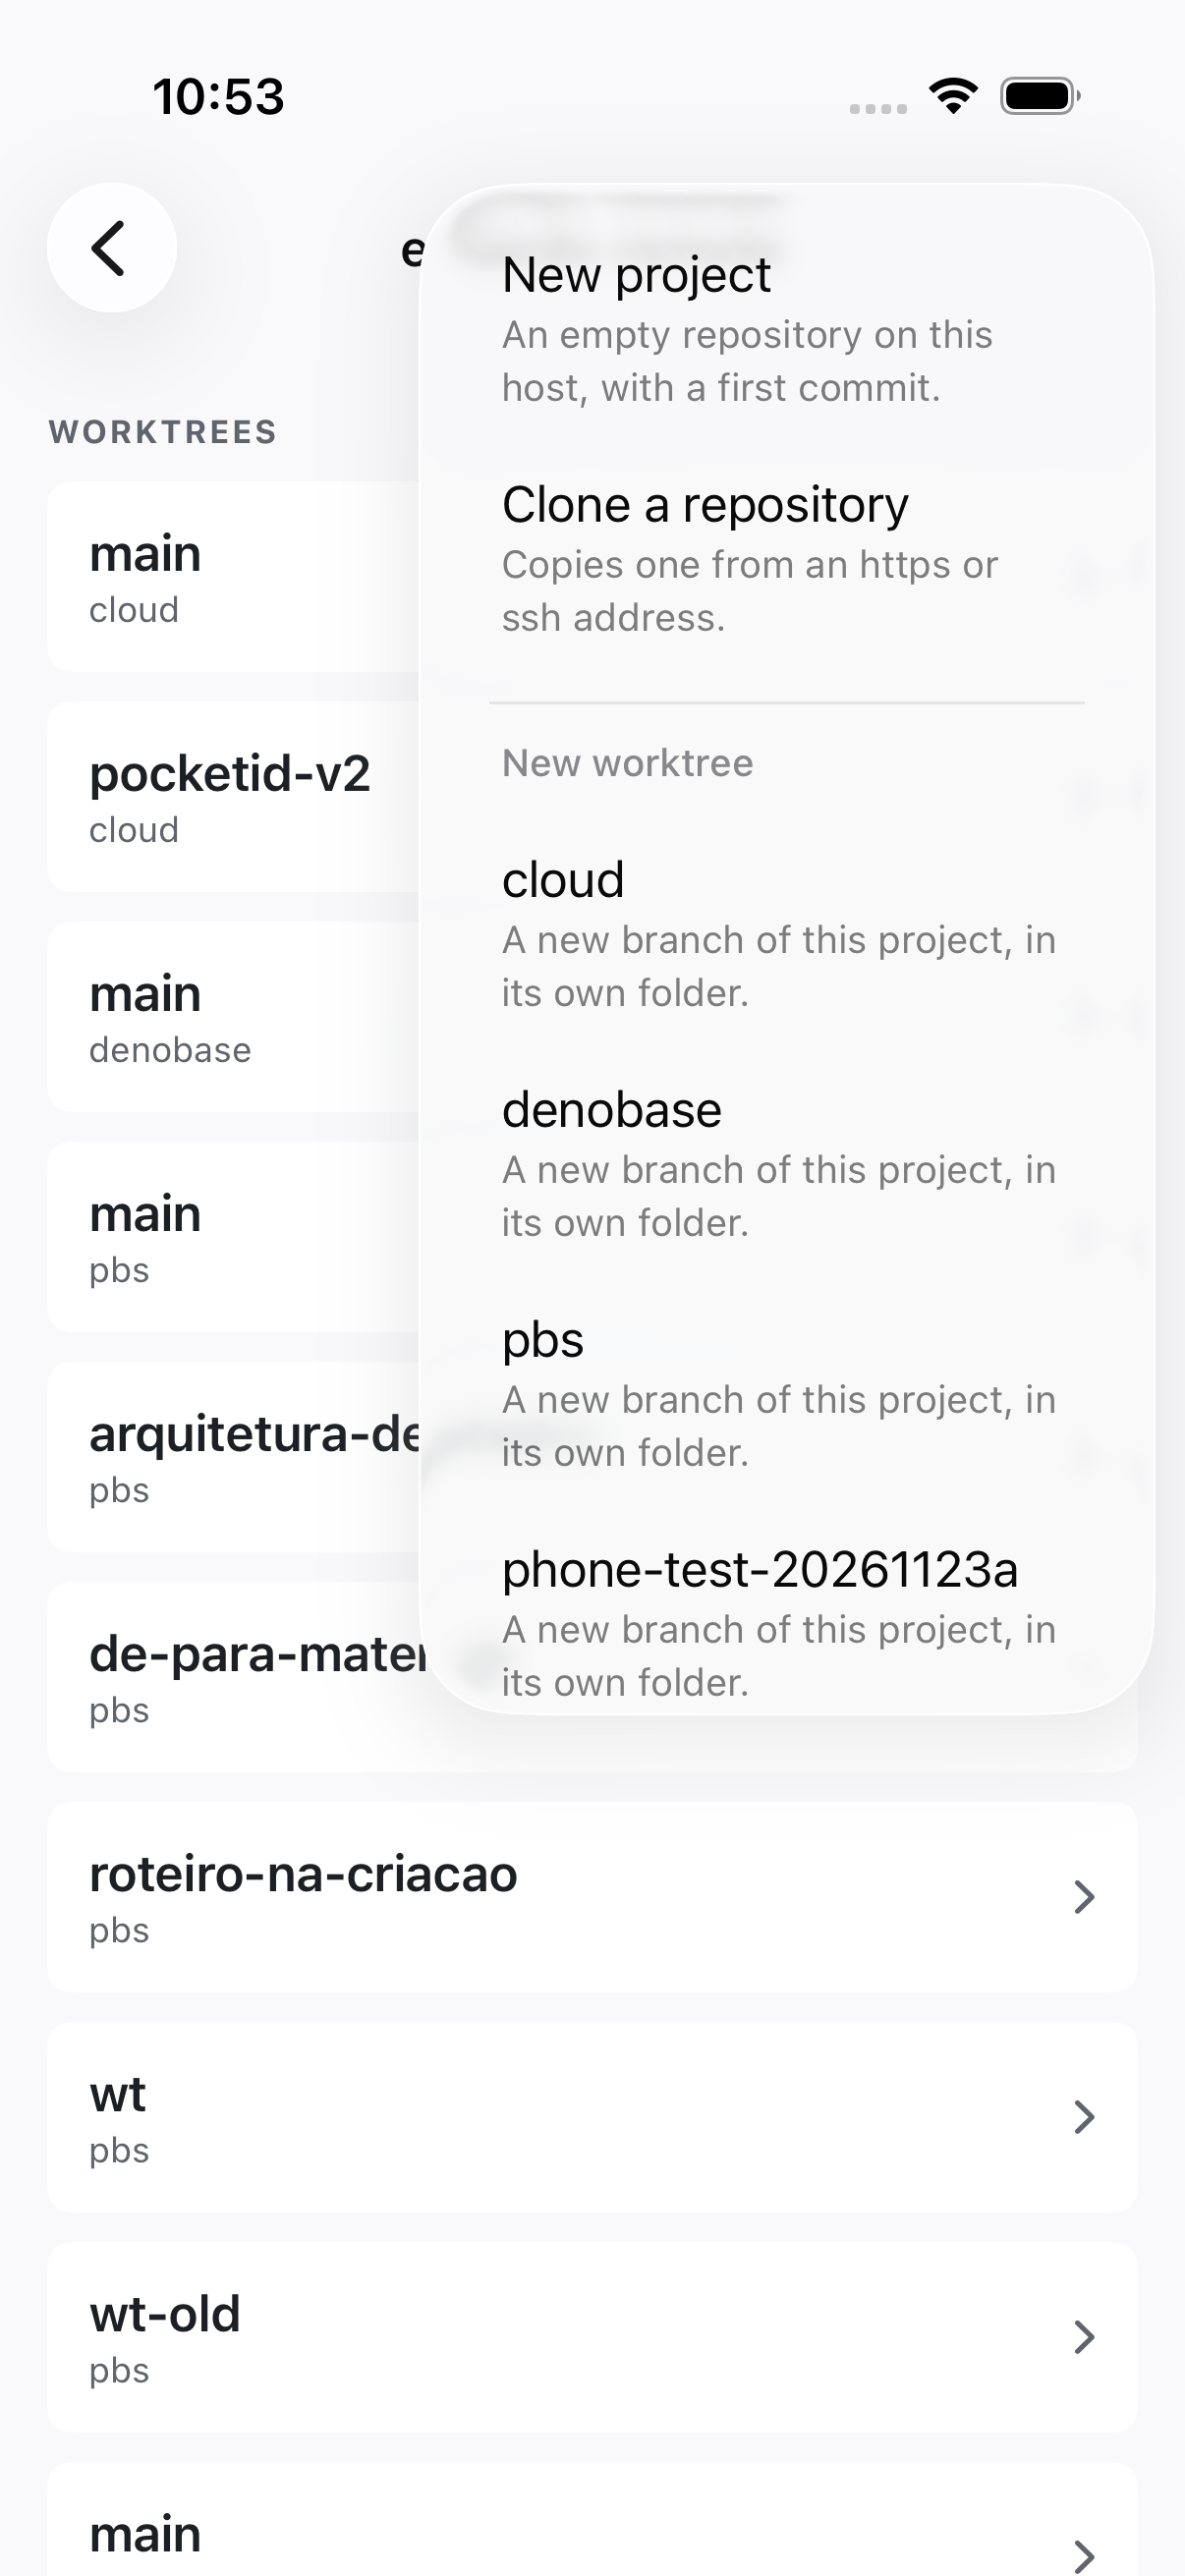 10:53
New project
An empty repository on this
host, with a first commit.
Clone a repository
Copies one from an https or
ssh address.
New worktree
cloud
A new branch of this project, in
its own folder.
denobase
A new branch of this project, in
its own folder.
pbs
A new branch of this project, in
its own folder.
phone-test-20261123a
A new branch of this project, in
its own folder.
WORKTREES
main
cloud
pocketid-v2
cloud
main
denobase
main
pbs
arquitetura-de
pbs
de-para-mater
pbs
roteiro-na-criacao
pbs
wt
pbs
wt-old
pbs
main